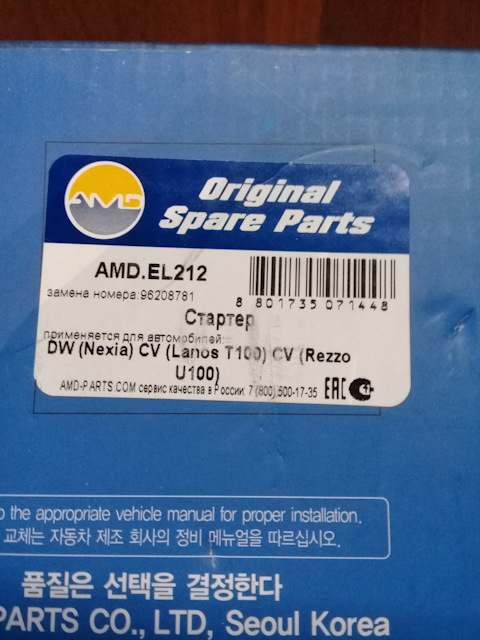 AMD
Original
Spare Parts
AMD.EL212
замена номера:96208781
8 801735 071448
Стартер
применяется для автомобилей:
DW (Nexia) CV (Lanos T100) CV (Rezzo
U100)
AMD-PARTS.COM сервис качества в России: 7 (800) 500-17-35
EAC
the appropriate vehicle manual for proper installation.
교체는 자동차 제조 회사의 정비 메뉴얼을 따르십시오.
품질은 선택을 결정한다
PARTS CO., LTD, Seoul Korea